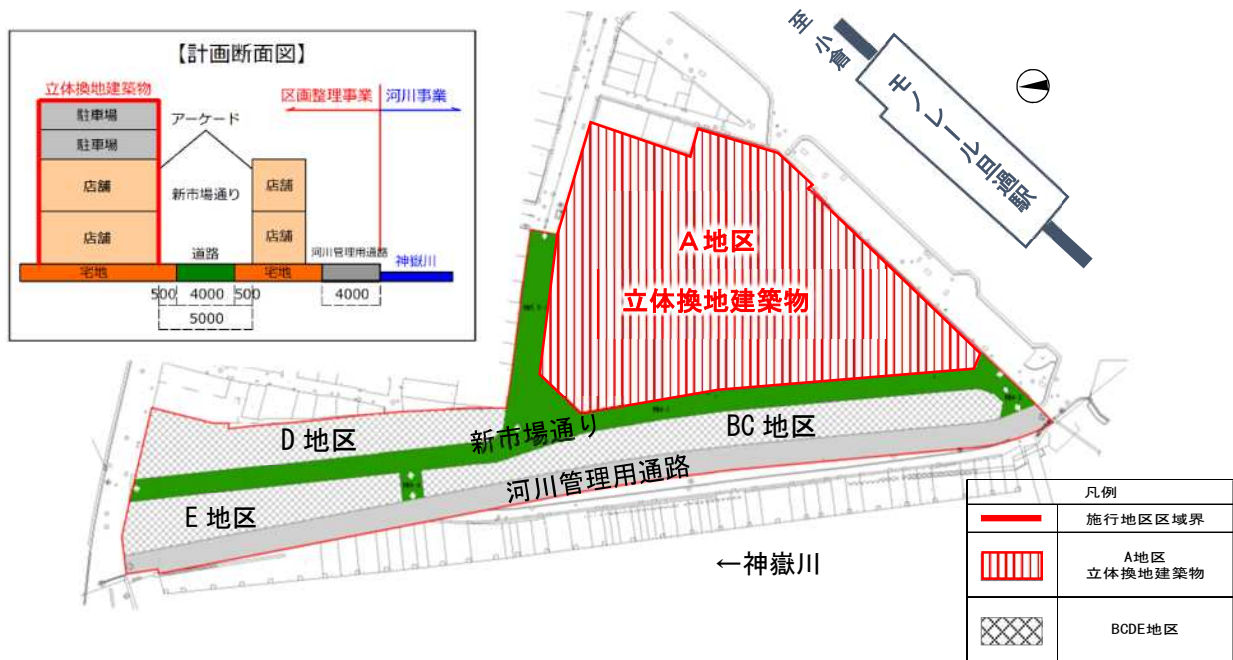 【計画断面図】
立体換地建築物
区画整理事業
河川事業
駐車場
アーケード
駐車場
店舗
新市場通り
店舗
店舗
店舗
道路
河川管理用通路
神嶽川
宅地
宅地
500
4000
500
4000
5000
至小倉
モノレール旦過駅
A地区
立体換地建築物
D地区
新市場通り
BC地区
河川管理用通路
E地区
←神嶽川
凡例
施行地区区域界
A地区
立体換地建築物
BCDE地区